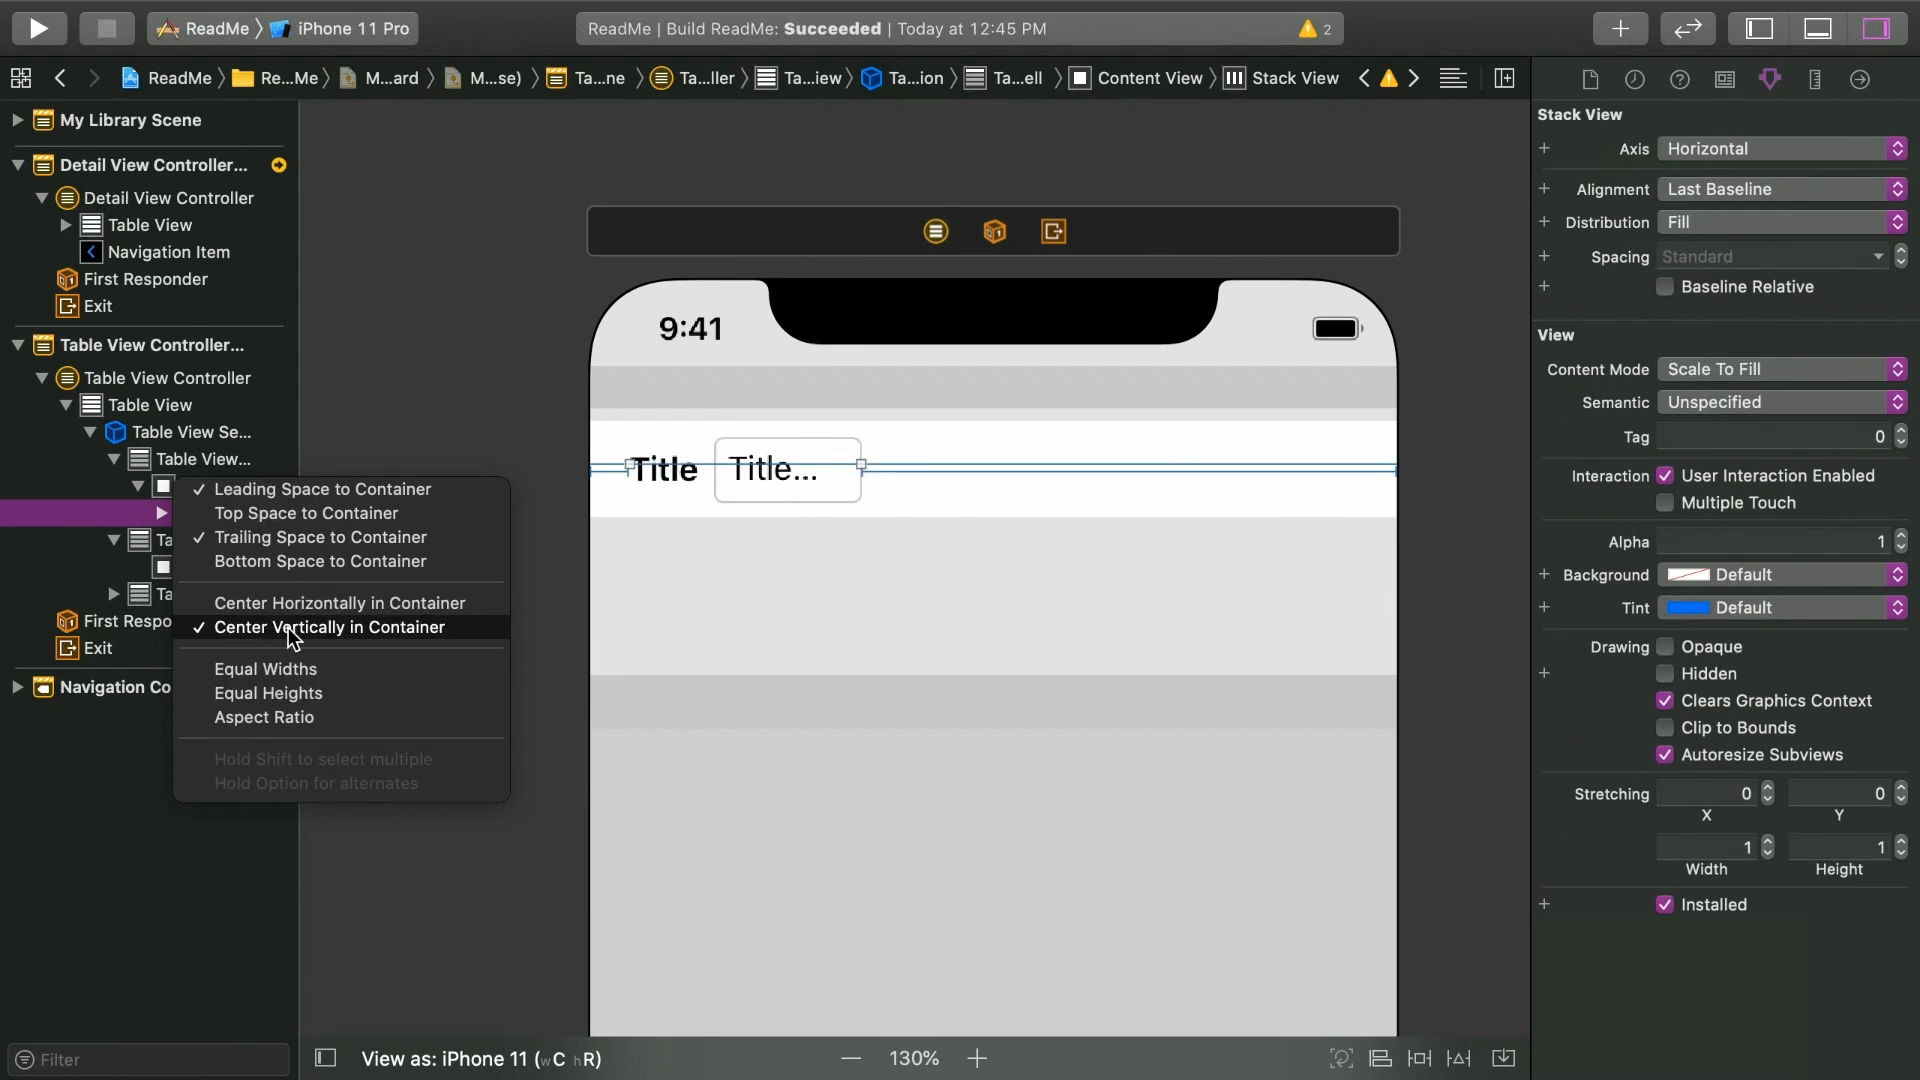 ReadMe iPhone 11 Pro
ReadMe | Build ReadMe: Succeeded | Today at 12:45 PM
2
ReadMe Re...Me M...ard M...se) Ta...ne Ta...ller Ta...iew Ta...ion Ta...ell Content View Stack View
My Library Scene
Detail View Controller...
Detail View Controller
Table View
Navigation Item
First Responder
Exit
Table View Controller...
Table View Controller
Table View
Table View Se...
Table View...
Ta
Ta
First Respo
Exit
Navigation Co
Filter
Leading Space to Container
Top Space to Container
Trailing Space to Container
Bottom Space to Container
Center Horizontally in Container
Center Vertically in Container
Equal Widths
Equal Heights
Aspect Ratio
Hold Shift to select multiple
Hold Option for alternates
9:41
Title Title...
View as: iPhone 11 (wC hR)
130%
Stack View
Axis Horizontal
Alignment Last Baseline
Distribution Fill
Spacing Standard
Baseline Relative
View
Content Mode Scale To Fill
Semantic Unspecified
Tag 0
Interaction User Interaction Enabled
Multiple Touch
Alpha 1
Background Default
Tint Default
Drawing Opaque
Hidden
Clears Graphics Context
Clip to Bounds
Autoresize Subviews
Stretching 0 0
X Y
1 1
Width Height
Installed